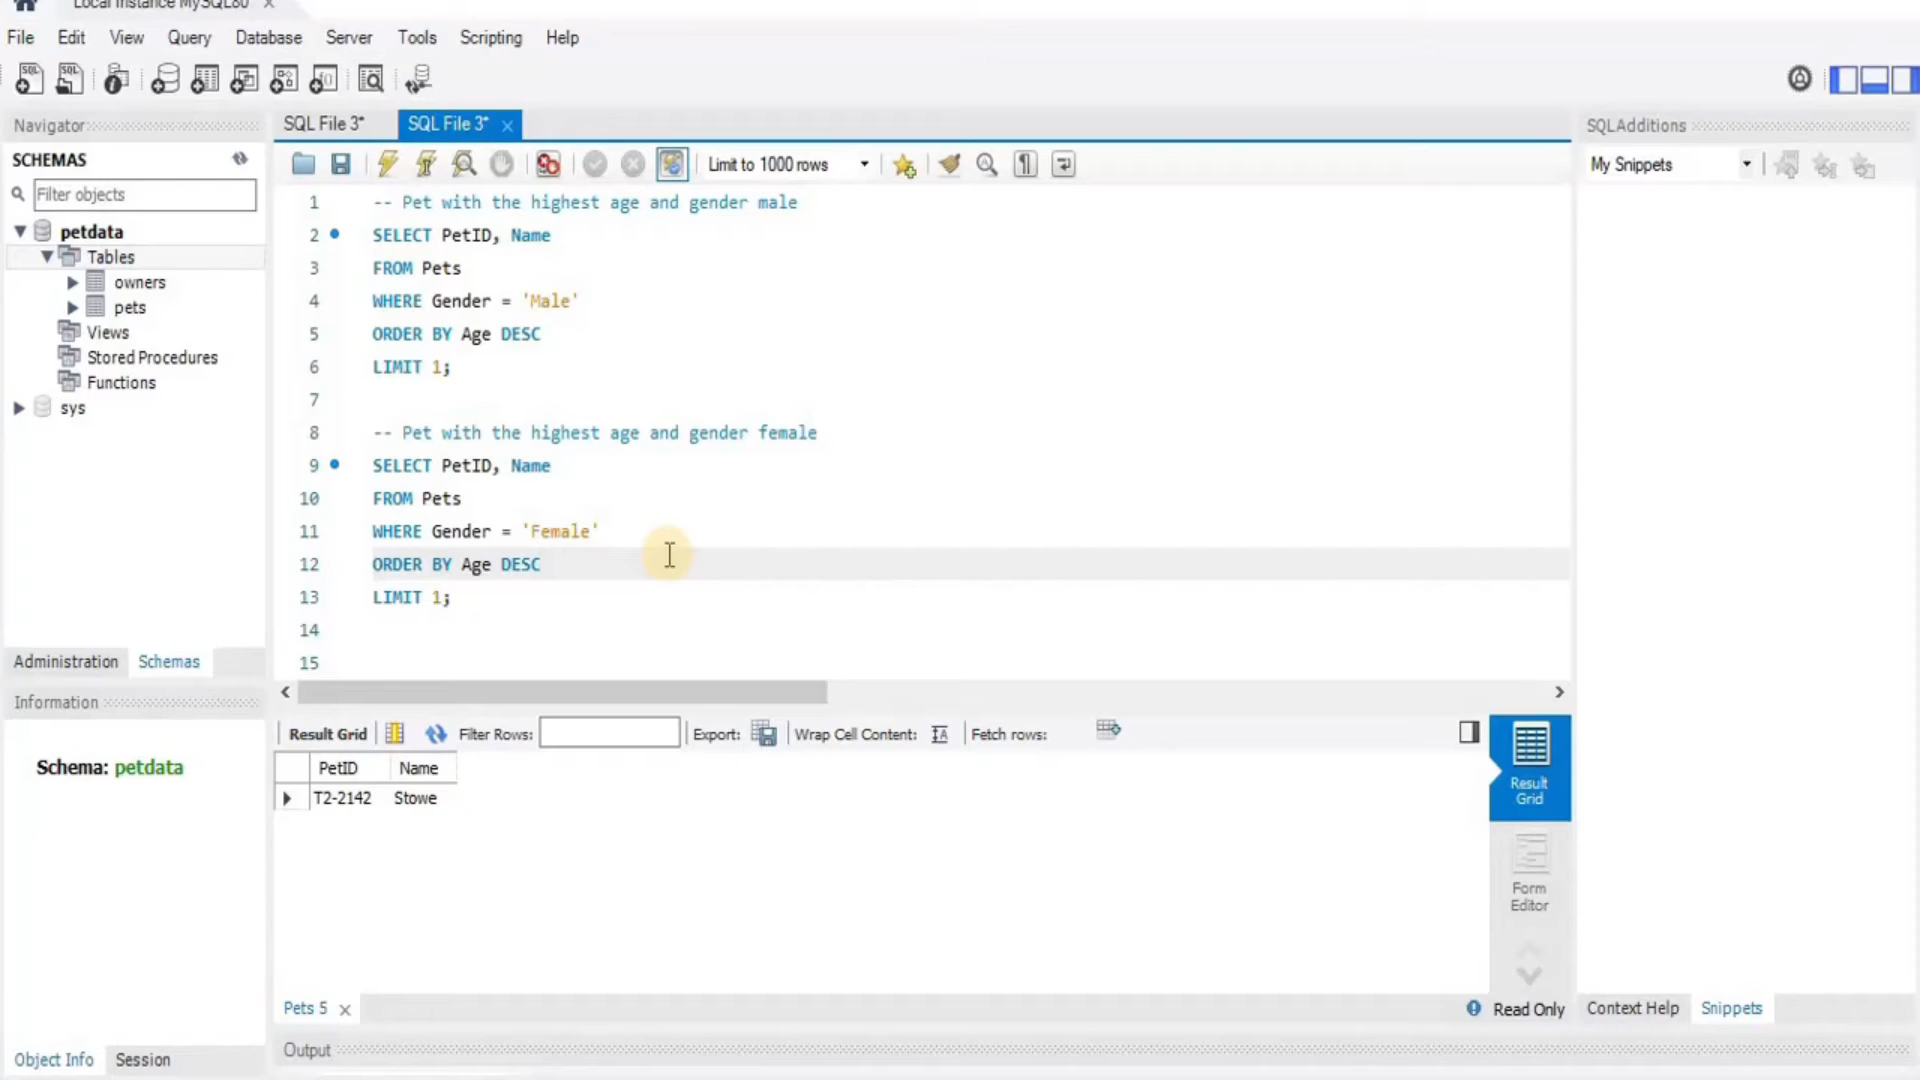 Local instance MySQL80
File Edit View Query Database Server Tools Scripting Help
Navigator
SCHEMAS
Filter objects
petdata
Tables
owners
pets
Views
Stored Procedures
Functions
sys
Administration Schemas
Information
Schema: petdata
Object Info Session
SQL File 3* SQL File 3*
Limit to 1000 rows
1 -- Pet with the highest age and gender male
2 SELECT PetID, Name
3 FROM Pets
4 WHERE Gender = 'Male'
5 ORDER BY Age DESC
6 LIMIT 1;
7
8 -- Pet with the highest age and gender female
9 SELECT PetID, Name
10 FROM Pets
11 WHERE Gender = 'Female'
12 ORDER BY Age DESC
13 LIMIT 1;
14
15
Result Grid Filter Rows: Export: Wrap Cell Content: Fetch rows:
PetID Name
T2-2142 Stowe
Result
Grid
Form
Editor
Pets 5
Read Only
Output
SQLAdditions
My Snippets
Context Help Snippets